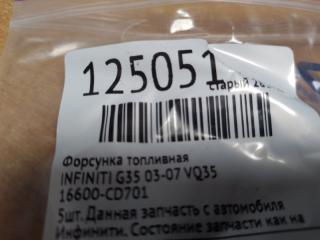 125051
старый
Форсунка топливная
INFINITI G35 03-07 VQ35
16600-CD701
5шт. Данная запчасть с автомобиля
Инфинити. Состояние запчасти как на